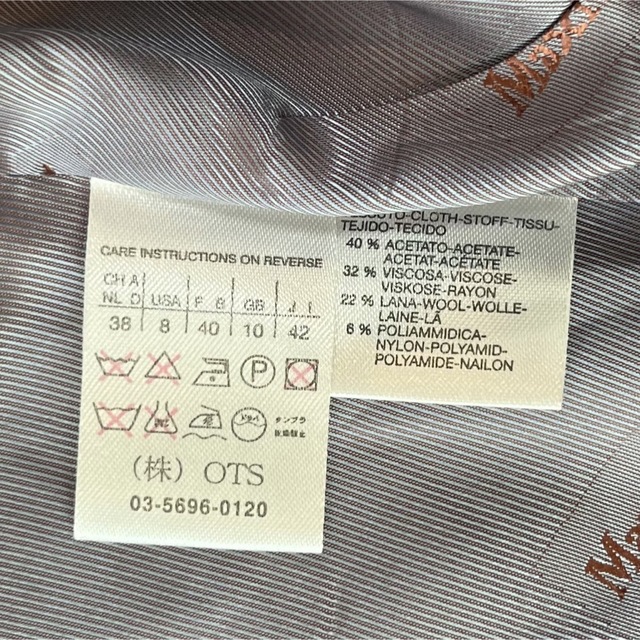 CARE INSTRUCTIONS ON REVERSE
CH A
NL D USA F B GB J I
38 8 40 10 42
P
ドライ タンブラ
乾燥禁止
(株) OTS
03-5696-0120
-CLOTH-STOFF-TISSU-
TEJIDO-TECIDO
40 % ACETATO-ACETATE-
ACETAT-ACÉTATE
32 % VISCOSA-VISCOSE-
VISKOSE-RAYON
22 % LANA-WOOL-WOLLE-
LAINE-LÃ
6 % POLIAMMIDICA-
NYLON-POLYAMID-
POLYAMIDE-NAILON